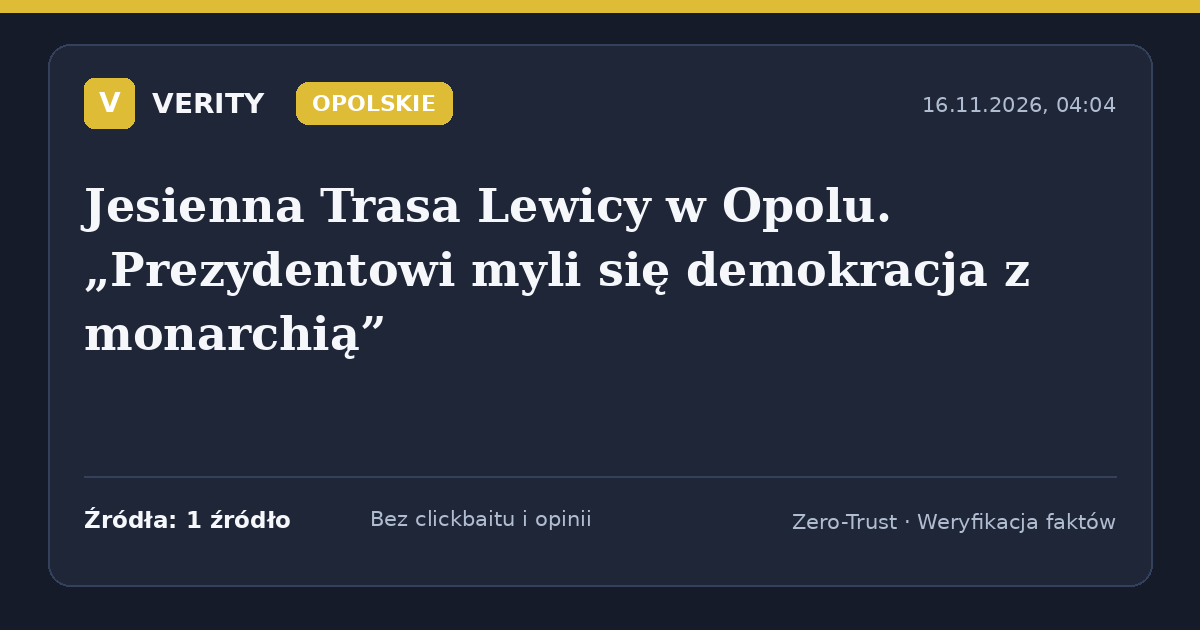 V VERITY OPOLSKIE 16.11.2026, 04:04
Jesienna Trasa Lewicy w Opolu.
„Prezydentowi myli się demokracja z
monarchią”
Źródła: 1 źródło Bez clickbaitu i opinii Zero-Trust · Weryfikacja faktów